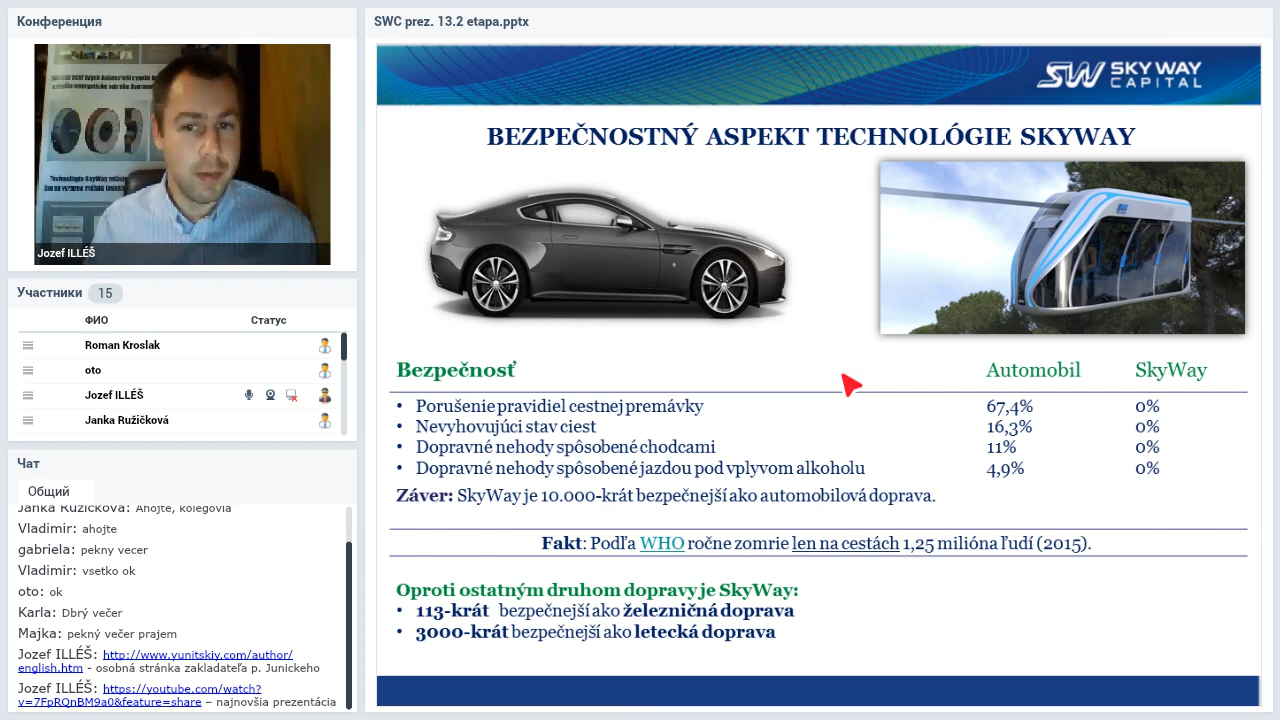 Конференция
Jozef ILLÉŠ
Участники 15
ФИО Статус
Roman Kroslak
oto
Jozef ILLÉŠ
Janka Ružičková
Чат
Общий
Janka Ružičková: Ahojte, kolegovia
Vladimir: ahojte
gabriela: pekny vecer
Vladimir: vsetko ok
oto: ok
Karla: Dbrý večer
Majka: pekný večer prajem
Jozef ILLÉŠ: http://www.yunitskiy.com/author/
english.htm - osobná stránka zakladateľa p. Junickeho
Jozef ILLÉŠ: https://youtube.com/watch?
v=7FpRQnBM9a0&feature=share – najnovšia prezentácia
SWC prez. 13.2 etapa.pptx
SW SKY WAY
CAPITAL
BEZPEČNOSTNÝ ASPEKT TECHNOLÓGIE SKYWAY
Bezpečnosť Automobil SkyWay
• Porušenie pravidiel cestnej premávky 67,4% 0%
• Nevyhovujúci stav ciest 16,3% 0%
• Dopravné nehody spôsobené chodcami 11% 0%
• Dopravné nehody spôsobené jazdou pod vplyvom alkoholu 4,9% 0%
Záver: SkyWay je 10.000-krát bezpečnejší ako automobilová doprava.
Fakt: Podľa WHO ročne zomrie len na cestách 1,25 milióna ľudí (2015).
Oproti ostatným druhom dopravy je SkyWay:
• 113-krát bezpečnejší ako železničná doprava
• 3000-krát bezpečnejší ako letecká doprava